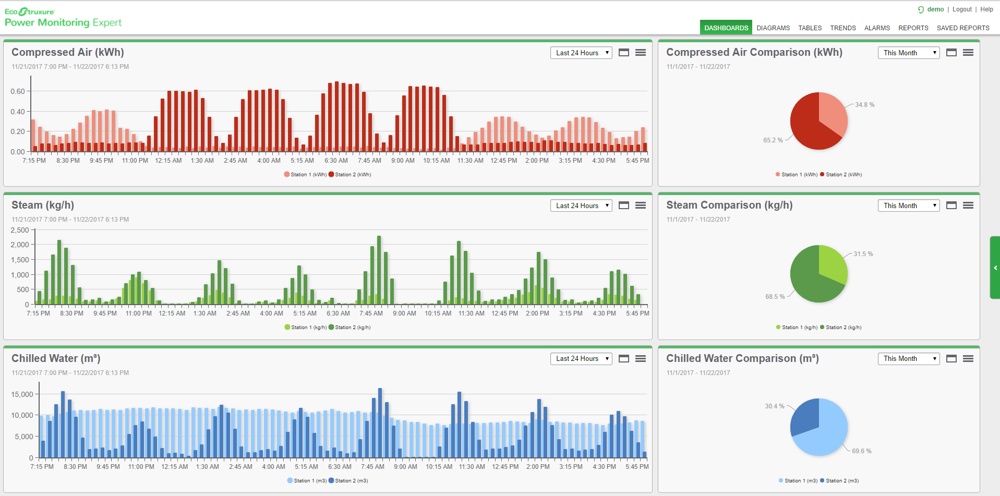 EcoStruxure
Power Monitoring Expert
demo | Logout | Help
DASHBOARDS DIAGRAMS TABLES TRENDS ALARMS REPORTS SAVED REPORTS
Compressed Air (kWh)
Last 24 Hours
11/21/2017 7:00 PM - 11/22/2017 6:13 PM
0.60
0.40
0.20
0.00
7:15 PM 8:30 PM 9:45 PM 11:00 PM 12:15 AM 1:30 AM 2:45 AM 4:00 AM 5:15 AM 6:30 AM 7:45 AM 9:00 AM 10:15 AM 11:30 AM 12:45 PM 2:00 PM 3:15 PM 4:30 PM 5:45 PM
Station 1 (kWh) Station 2 (kWh)
Compressed Air Comparison (kWh)
This Month
11/1/2017 - 11/22/2017
34.8 %
65.2 %
Station 1 (kWh) Station 2 (kWh)
Steam (kg/h)
Last 24 Hours
11/21/2017 7:00 PM - 11/22/2017 6:13 PM
2,500
2,000
1,500
1,000
500
0
7:15 PM 8:30 PM 9:45 PM 11:00 PM 12:15 AM 1:30 AM 2:45 AM 4:00 AM 5:15 AM 6:30 AM 7:45 AM 9:00 AM 10:15 AM 11:30 AM 12:45 PM 2:00 PM 3:15 PM 4:30 PM 5:45 PM
Station 1 (kg/h) Station 2 (kg/h)
Steam Comparison (kg/h)
This Month
11/1/2017 - 11/22/2017
31.5 %
68.5 %
Station 1 (kg/h) Station 2 (kg/h)
Chilled Water (m³)
Last 24 Hours
11/21/2017 7:00 PM - 11/22/2017 6:13 PM
15,000
10,000
5,000
0
7:15 PM 8:30 PM 9:45 PM 11:00 PM 12:15 AM 1:30 AM 2:45 AM 4:00 AM 5:15 AM 6:30 AM 7:45 AM 9:00 AM 10:15 AM 11:30 AM 12:45 PM 2:00 PM 3:15 PM 4:30 PM 5:45 PM
Station 1 (m3) Station 2 (m3)
Chilled Water Comparison (m³)
This Month
11/1/2017 - 11/22/2017
30.4 %
69.6 %
Station 1 (m3) Station 2 (m3)